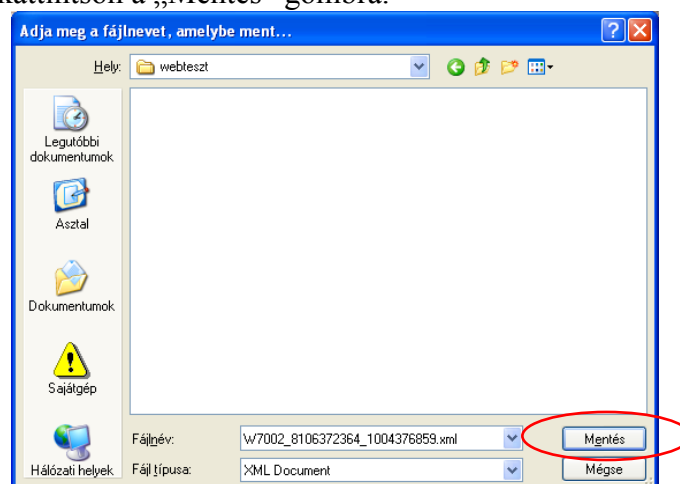 kattintson a „Mentés" gombra.
Adja meg a fájlnevet, amelybe ment...
Hely: webteszt
Legutóbbi
dokumentumok
Asztal
Dokumentumok
Sajátgép
Hálózati helyek
Fájlnév: W7002_8106372364_1004376859.xml Mentés
Fájl típusa: XML Document Mégse